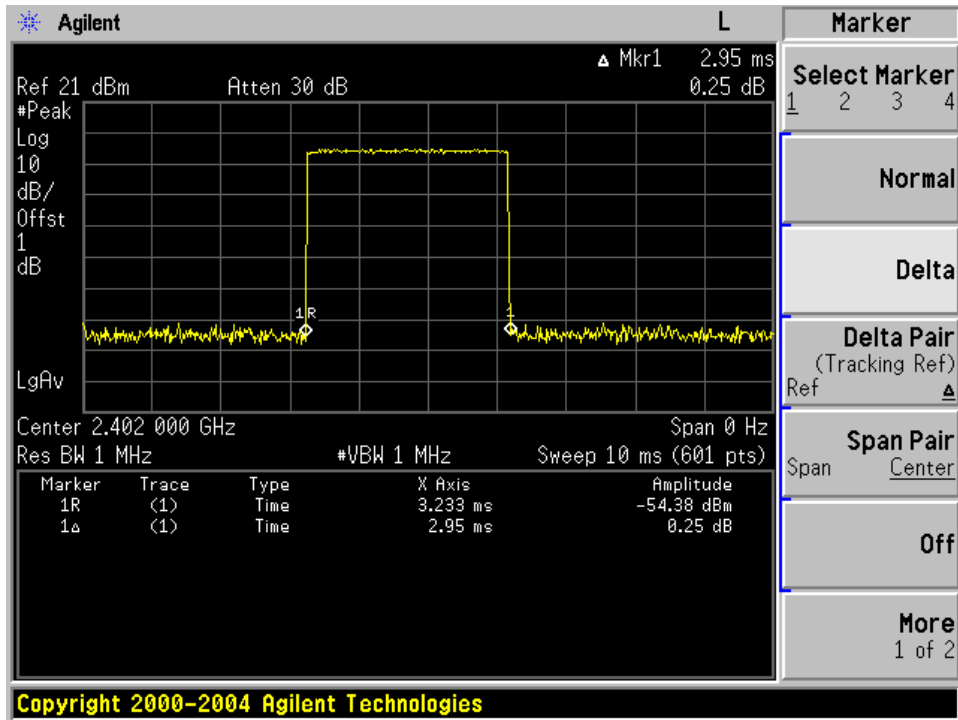 Agilent L
Δ Mkr1 2.95 ms
Ref 21 dBm Atten 30 dB 0.25 dB
#Peak
Log
10
dB/
Offst
1
dB
1R 1
LgAv
Center 2.402 000 GHz Span 0 Hz
Res BW 1 MHz #VBW 1 MHz Sweep 10 ms (601 pts)
Marker Trace Type X Axis Amplitude
1R (1) Time 3.233 ms -54.38 dBm
1Δ (1) Time 2.95 ms 0.25 dB
Copyright 2000-2004 Agilent Technologies
Marker
Select Marker
1 2 3 4
Normal
Delta
Delta Pair
(Tracking Ref)
Ref Δ
Span Pair
Span Center
Off
More
1 of 2